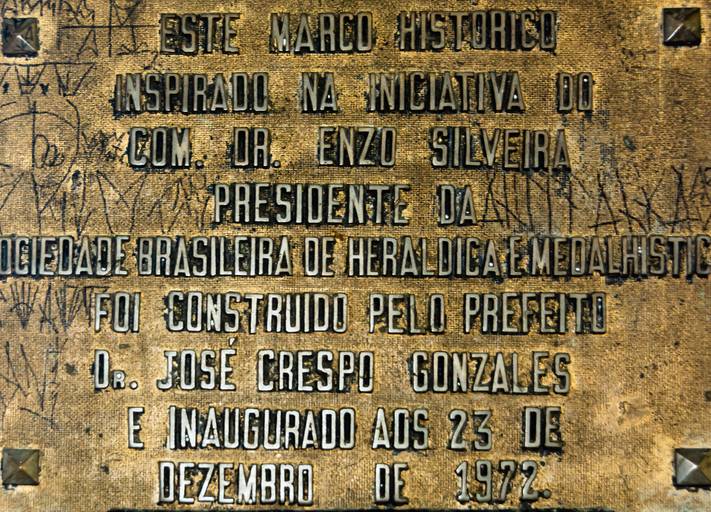 ESTE MARCO HISTORICO
INSPIRADO NA INICIATIVA DO
COM. DR. ENZO SILVEIRA
PRESIDENTE DA
OCIEDADE BRASILEIRA DE HERALDICA E MEDALHISTIC
FOI CONSTRUIDO PELO PREFEITO
DR. JOSÉ CRESPO GONZALES
E INAUGURADO AOS 23 DE
DEZEMBRO DE 1972.